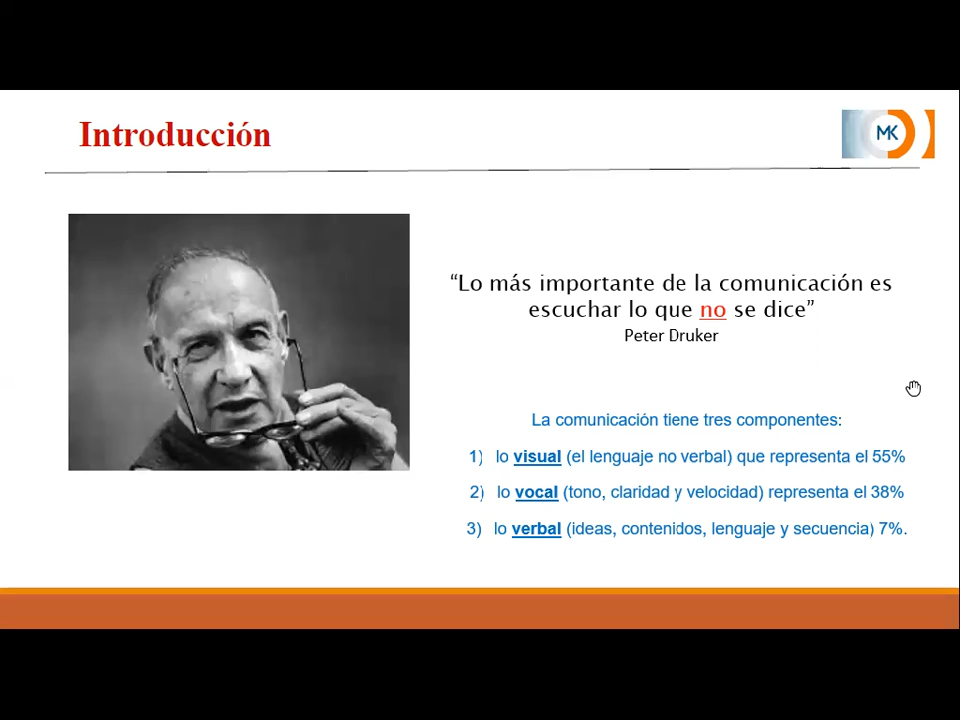 Introducción
MK
“Lo más importante de la comunicación es
escuchar lo que no se dice”
Peter Druker
La comunicación tiene tres componentes:
1) lo visual (el lenguaje no verbal) que representa el 55%
2) lo vocal (tono, claridad y velocidad) representa el 38%
3) lo verbal (ideas, contenidos, lenguaje y secuencia) 7%.